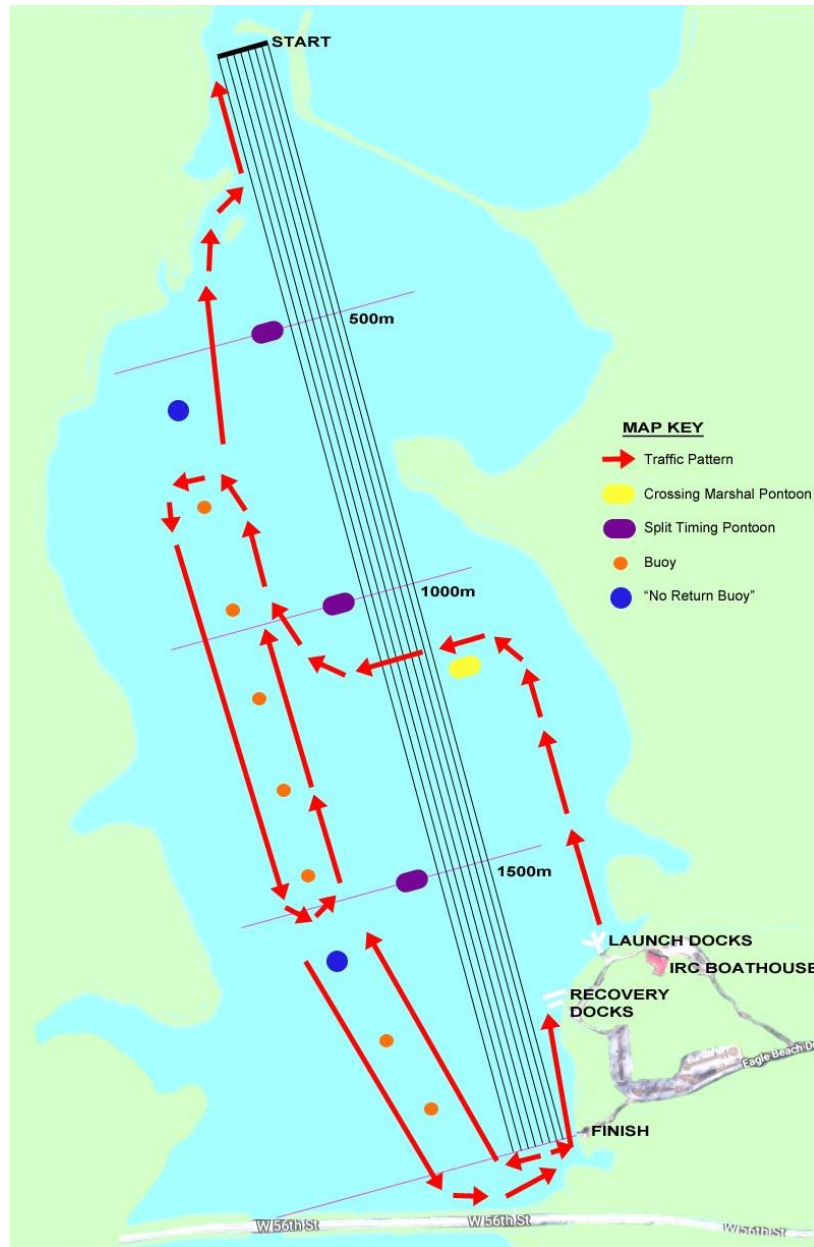 START
500m
MAP KEY
Traffic Pattern
Crossing Marshal Pontoon
Split Timing Pontoon
Buoy
"No Return Buoy"
1000m
1500m
LAUNCH DOCKS
IRC BOATHOUSE
RECOVERY
DOCKS
Eagle Beach D
FINISH
W 56th St
W 56th St
W 56th St